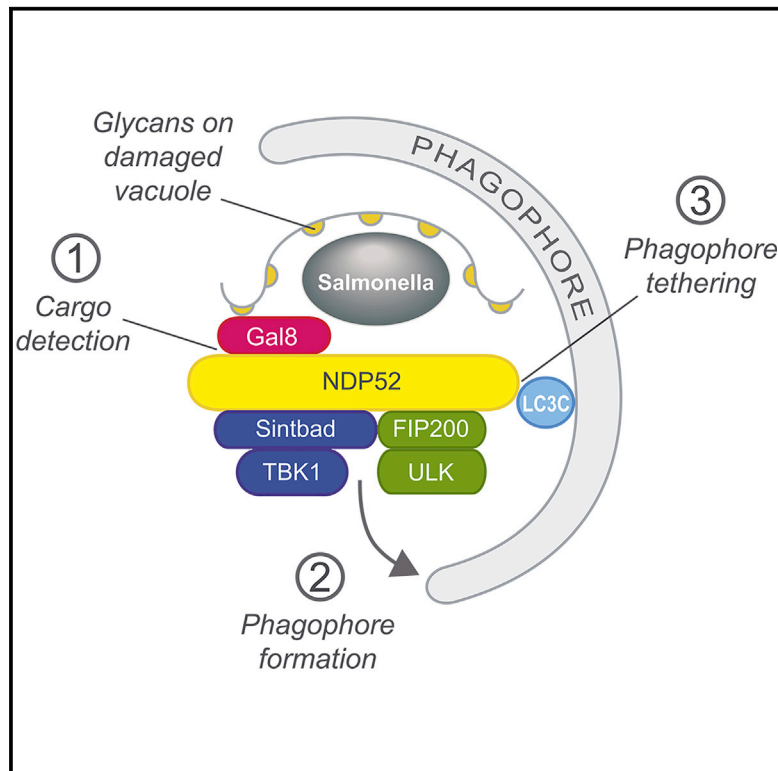 Glycans on
damaged
vacuole
PHAGOPHORE
3
Phagophore
tethering
1
Cargo
detection
Salmonella
Gal8
NDP52
LC3C
Sintbad
FIP200
TBK1
ULK
2
Phagophore
formation